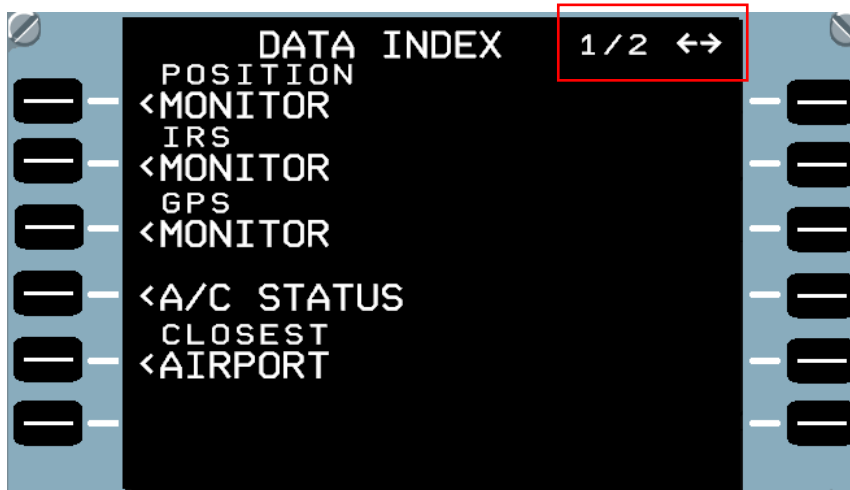 DATA INDEX 1/2 ←→
POSITION
<MONITOR
IRS
<MONITOR
GPS
<MONITOR
<A/C STATUS
CLOSEST
<AIRPORT